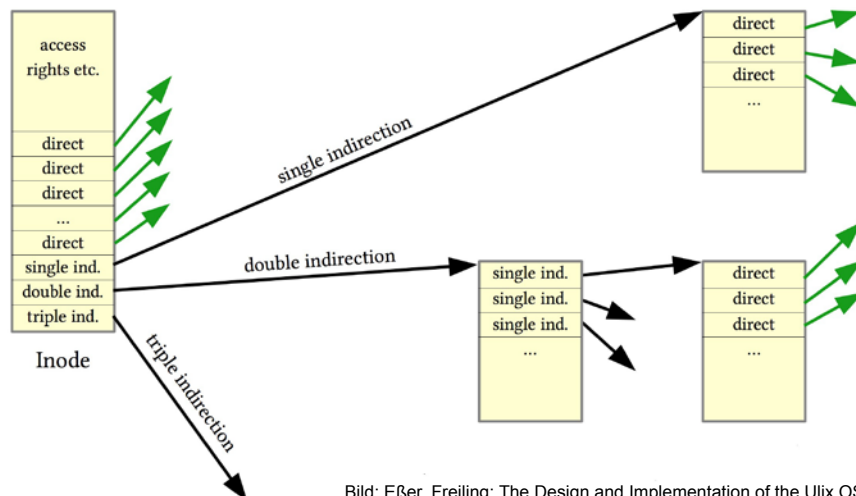 access
rights etc.
direct
direct
direct
...
direct
single ind.
double ind.
triple ind.
Inode
single indirection
double indirection
triple indirection
single ind.
single ind.
single ind.
...
direct
direct
direct
...
direct
direct
direct
...
Bild: Eßer, Freiling: The Design and Implementation of the Ulix OS